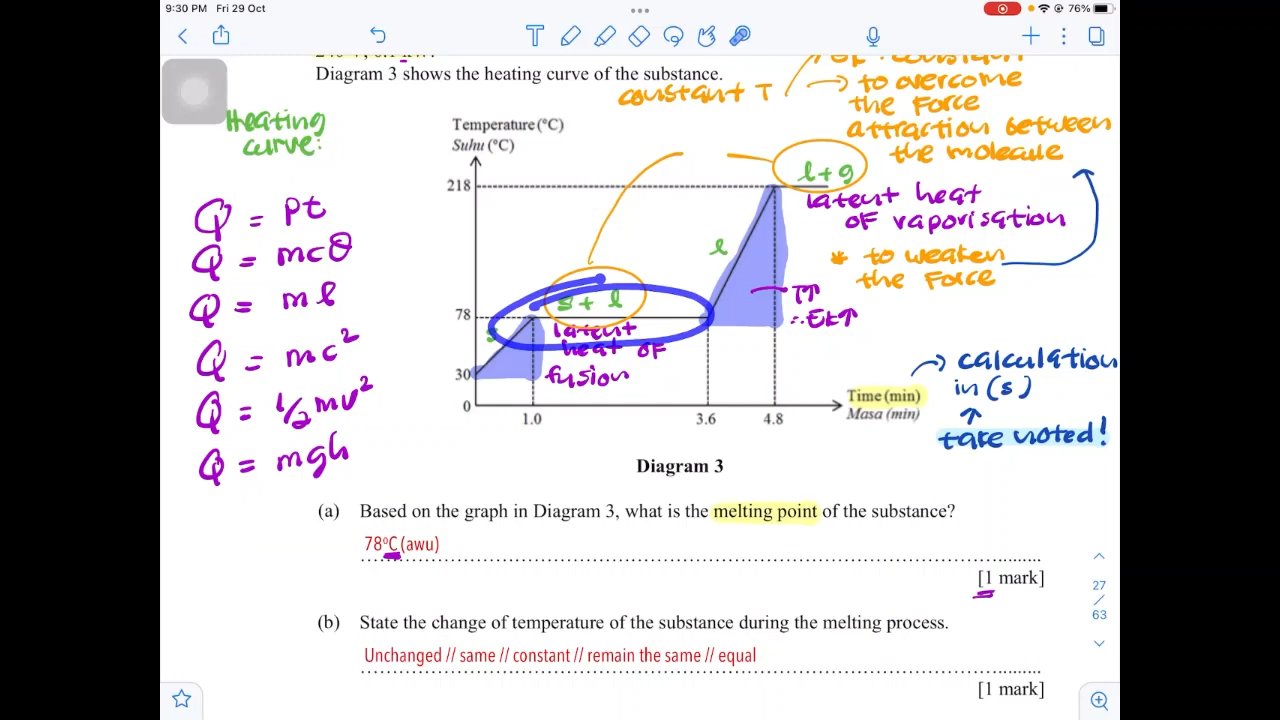 9:30 PM Fri 29 Oct
76%
Diagram 3 shows the heating curve of the substance.
constant T
to overcome
the force
attraction between
the molecule
Heating
curve:
Temperature (°C)
Suhu (°C)
218
78
30
0
1.0
3.6
4.8
Time (min)
Masa (min)
l + g
latent heat
of vaporisation
* to weaken
the force
l
T↑
∴ EK↑
s + l
s
latent
heat of
fusion
Q = Pt
Q = mcθ
Q = ml
Q = mc²
Q = 1/2 mv²
Q = mgh
calculation
in (s)
take noted!
Diagram 3
(a) Based on the graph in Diagram 3, what is the melting point of the substance?
78°C (awu)
[1 mark]
(b) State the change of temperature of the substance during the melting process.
Unchanged // same // constant // remain the same // equal
[1 mark]
27
/
63